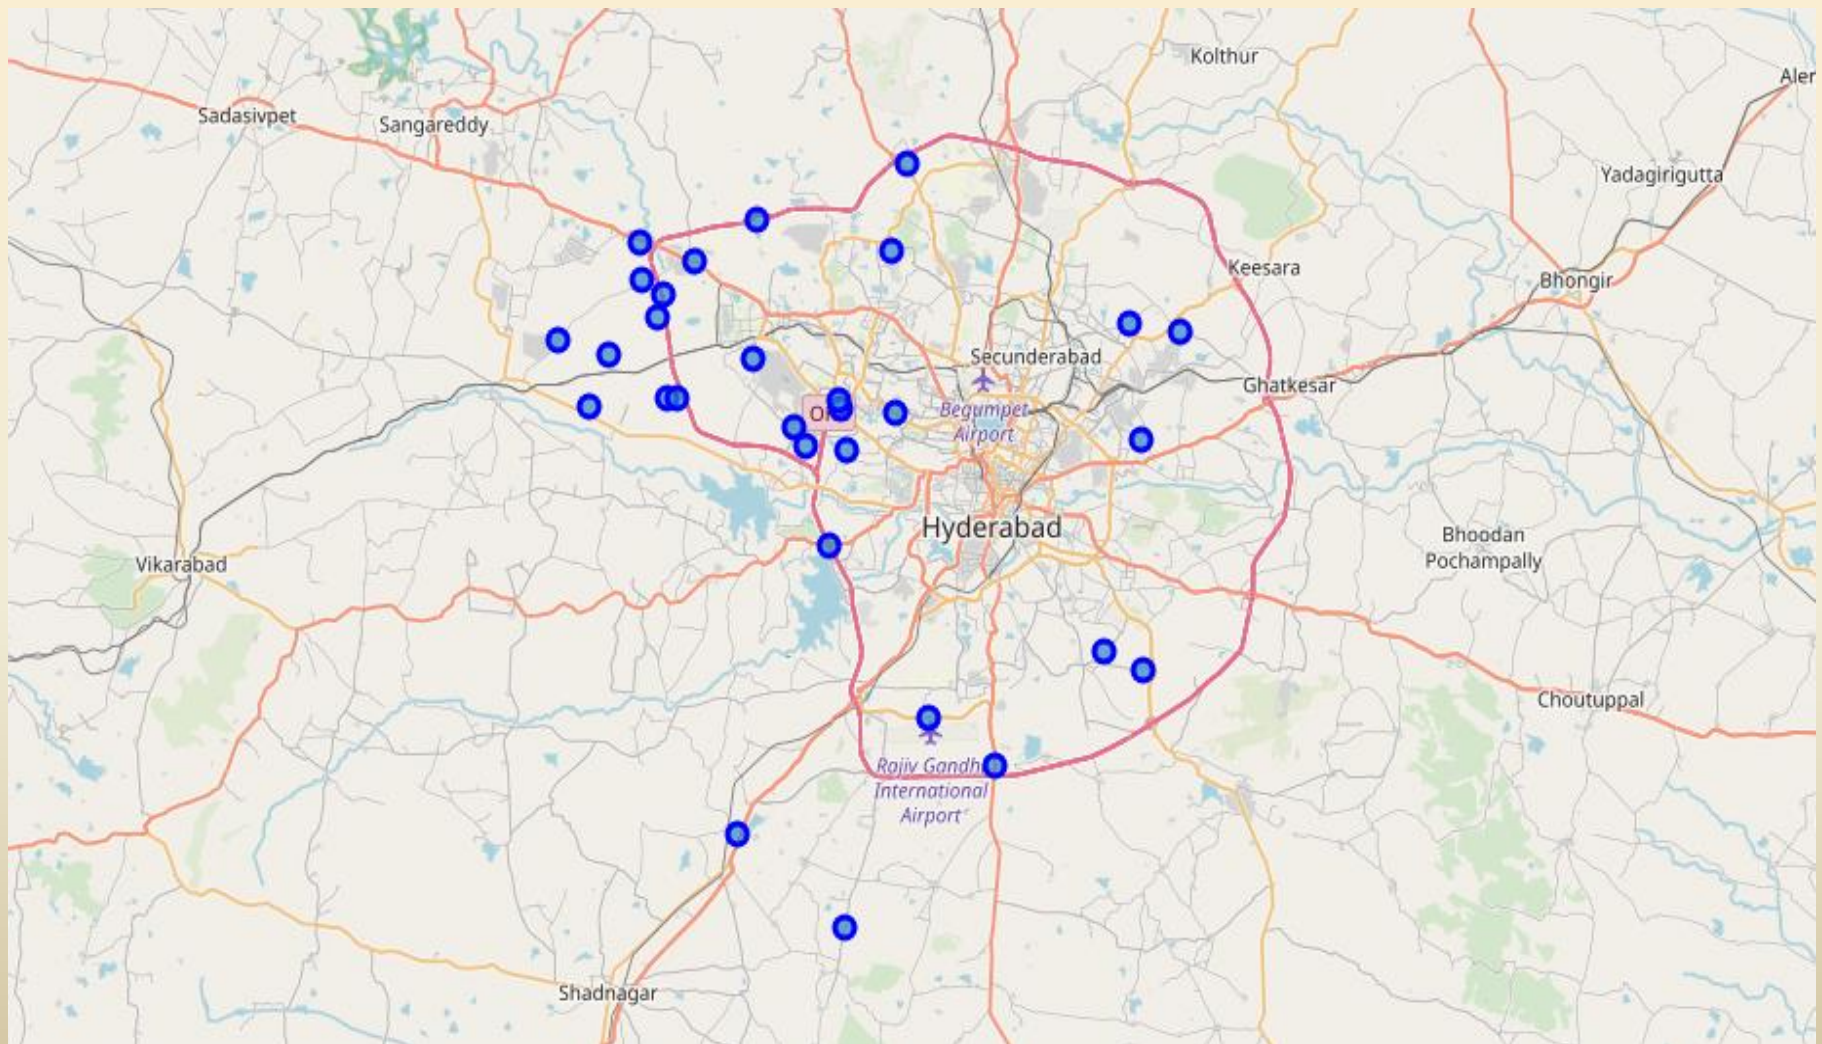 Kolthur
Aler
Sadasivpet
Sangareddy
Yadagirigutta
Keesara
Bhongir
Secunderabad
Ghatkesar
Begumpet
Airport
Hyderabad
Bhoodan
Pochampally
Vikarabad
Choutuppal
Rajiv Gandh
International
Airport
Shadnagar